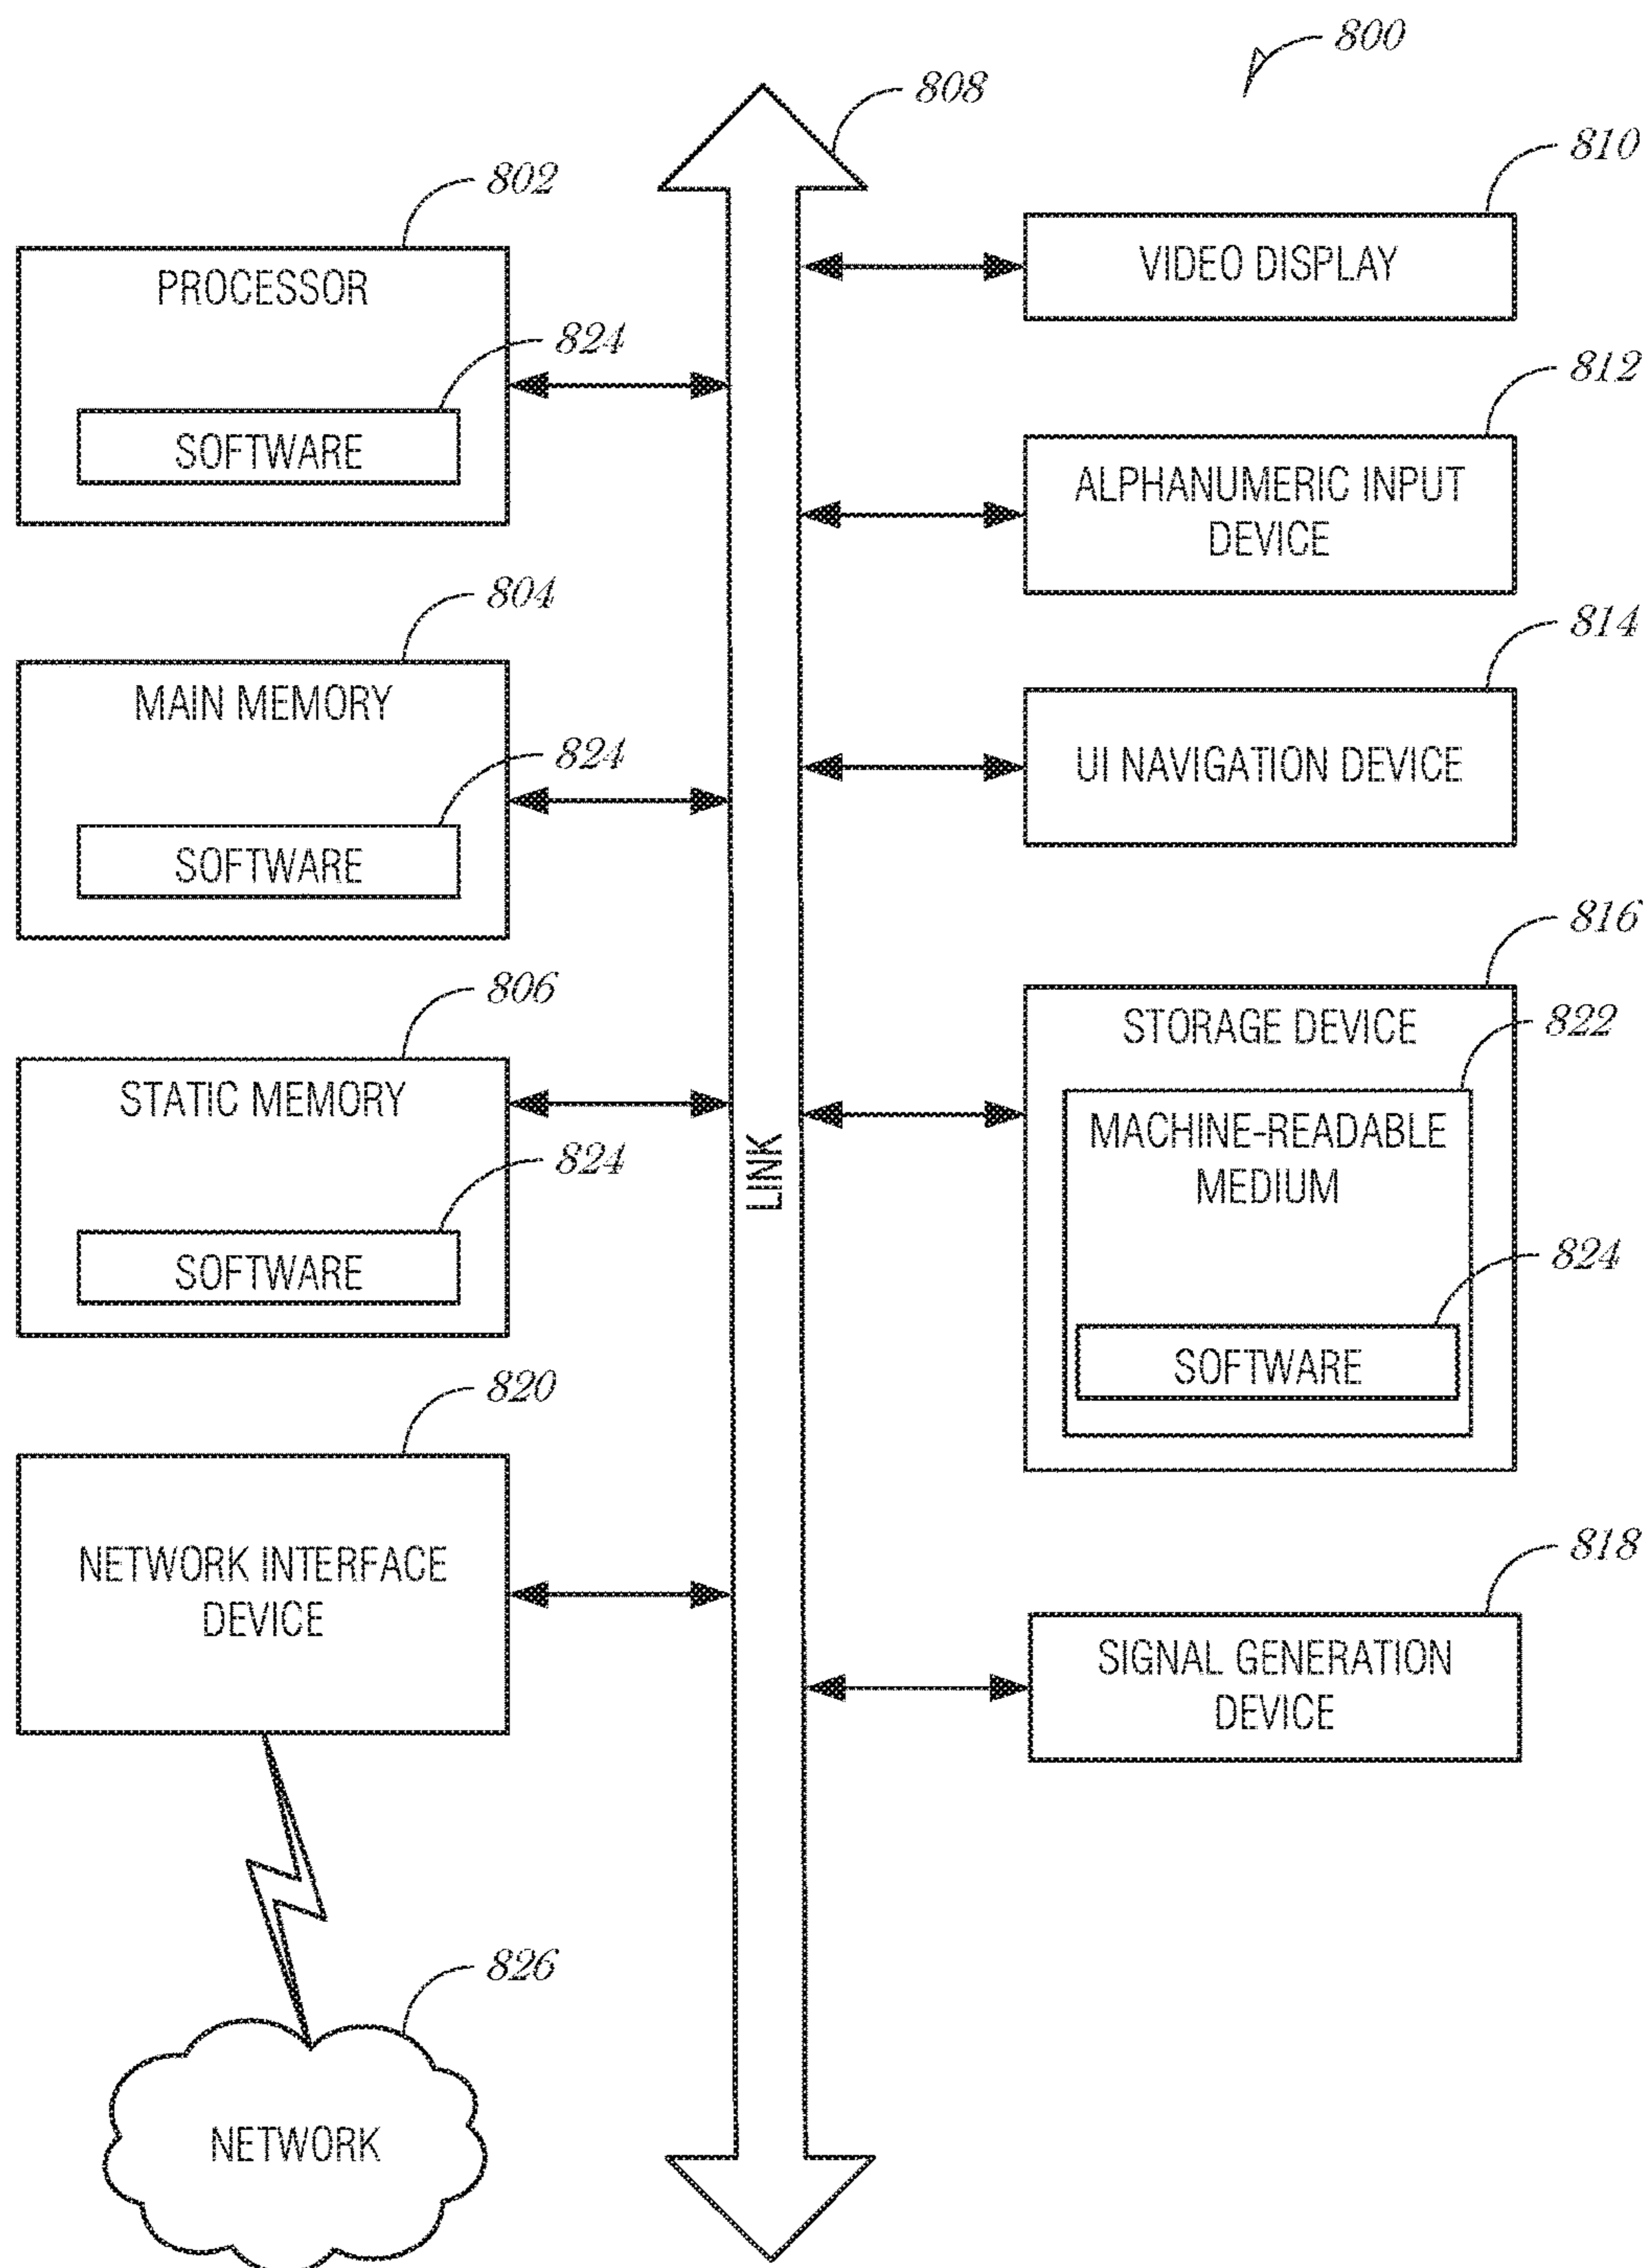 800
808
810
802
VIDEO DISPLAY
PROCESSOR
824
SOFTWARE
812
ALPHANUMERIC INPUT
DEVICE
804
MAIN MEMORY
824
SOFTWARE
814
UI NAVIGATION DEVICE
806
STATIC MEMORY
824
SOFTWARE
LINK
816
STORAGE DEVICE
822
MACHINE-READABLE
MEDIUM
824
SOFTWARE
820
NETWORK INTERFACE
DEVICE
818
SIGNAL GENERATION
DEVICE
826
NETWORK